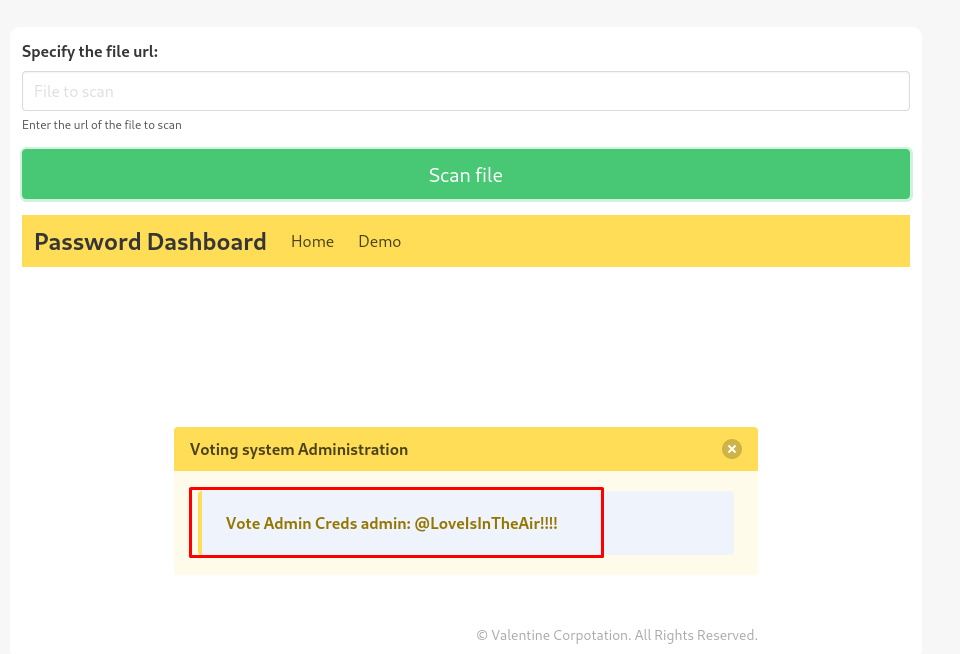 Specify the file url:
File to scan
Enter the url of the file to scan
Scan file
Password Dashboard Home Demo
Voting system Administration
Vote Admin Creds admin: @LoveIsInTheAir!!!!
© Valentine Corpotation. All Rights Reserved.